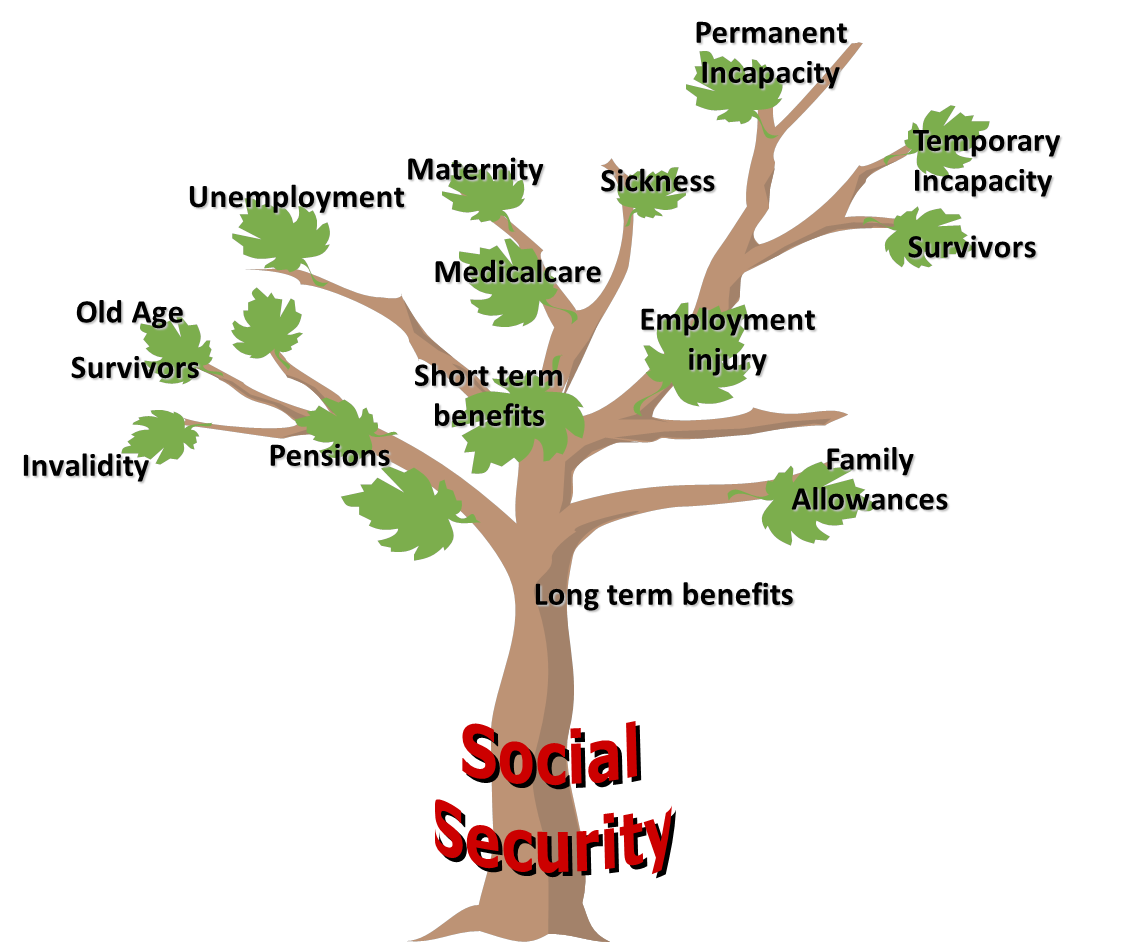 Permanent
Incapacity
Temporary
Incapacity
Maternity
Sickness
Unemployment
Survivors
Medicalcare
Old Age
Employment
injury
Survivors
Short term
benefits
Pensions
Invalidity
Family
Allowances
Long term benefits
Social
Security